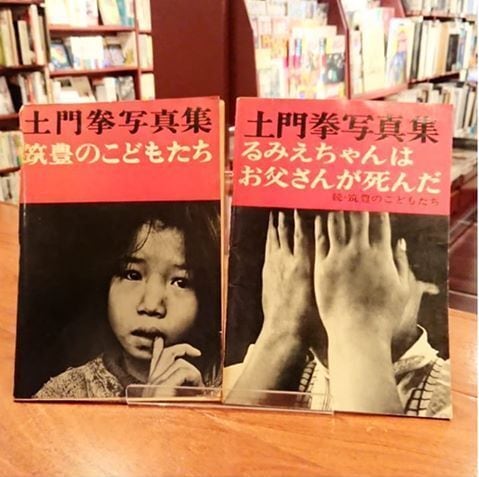 土門拳写真集
筑豊のこどもたち
土門拳写真集
るみえちゃんは
お父さんが死んだ
続・筑豊のこどもたち